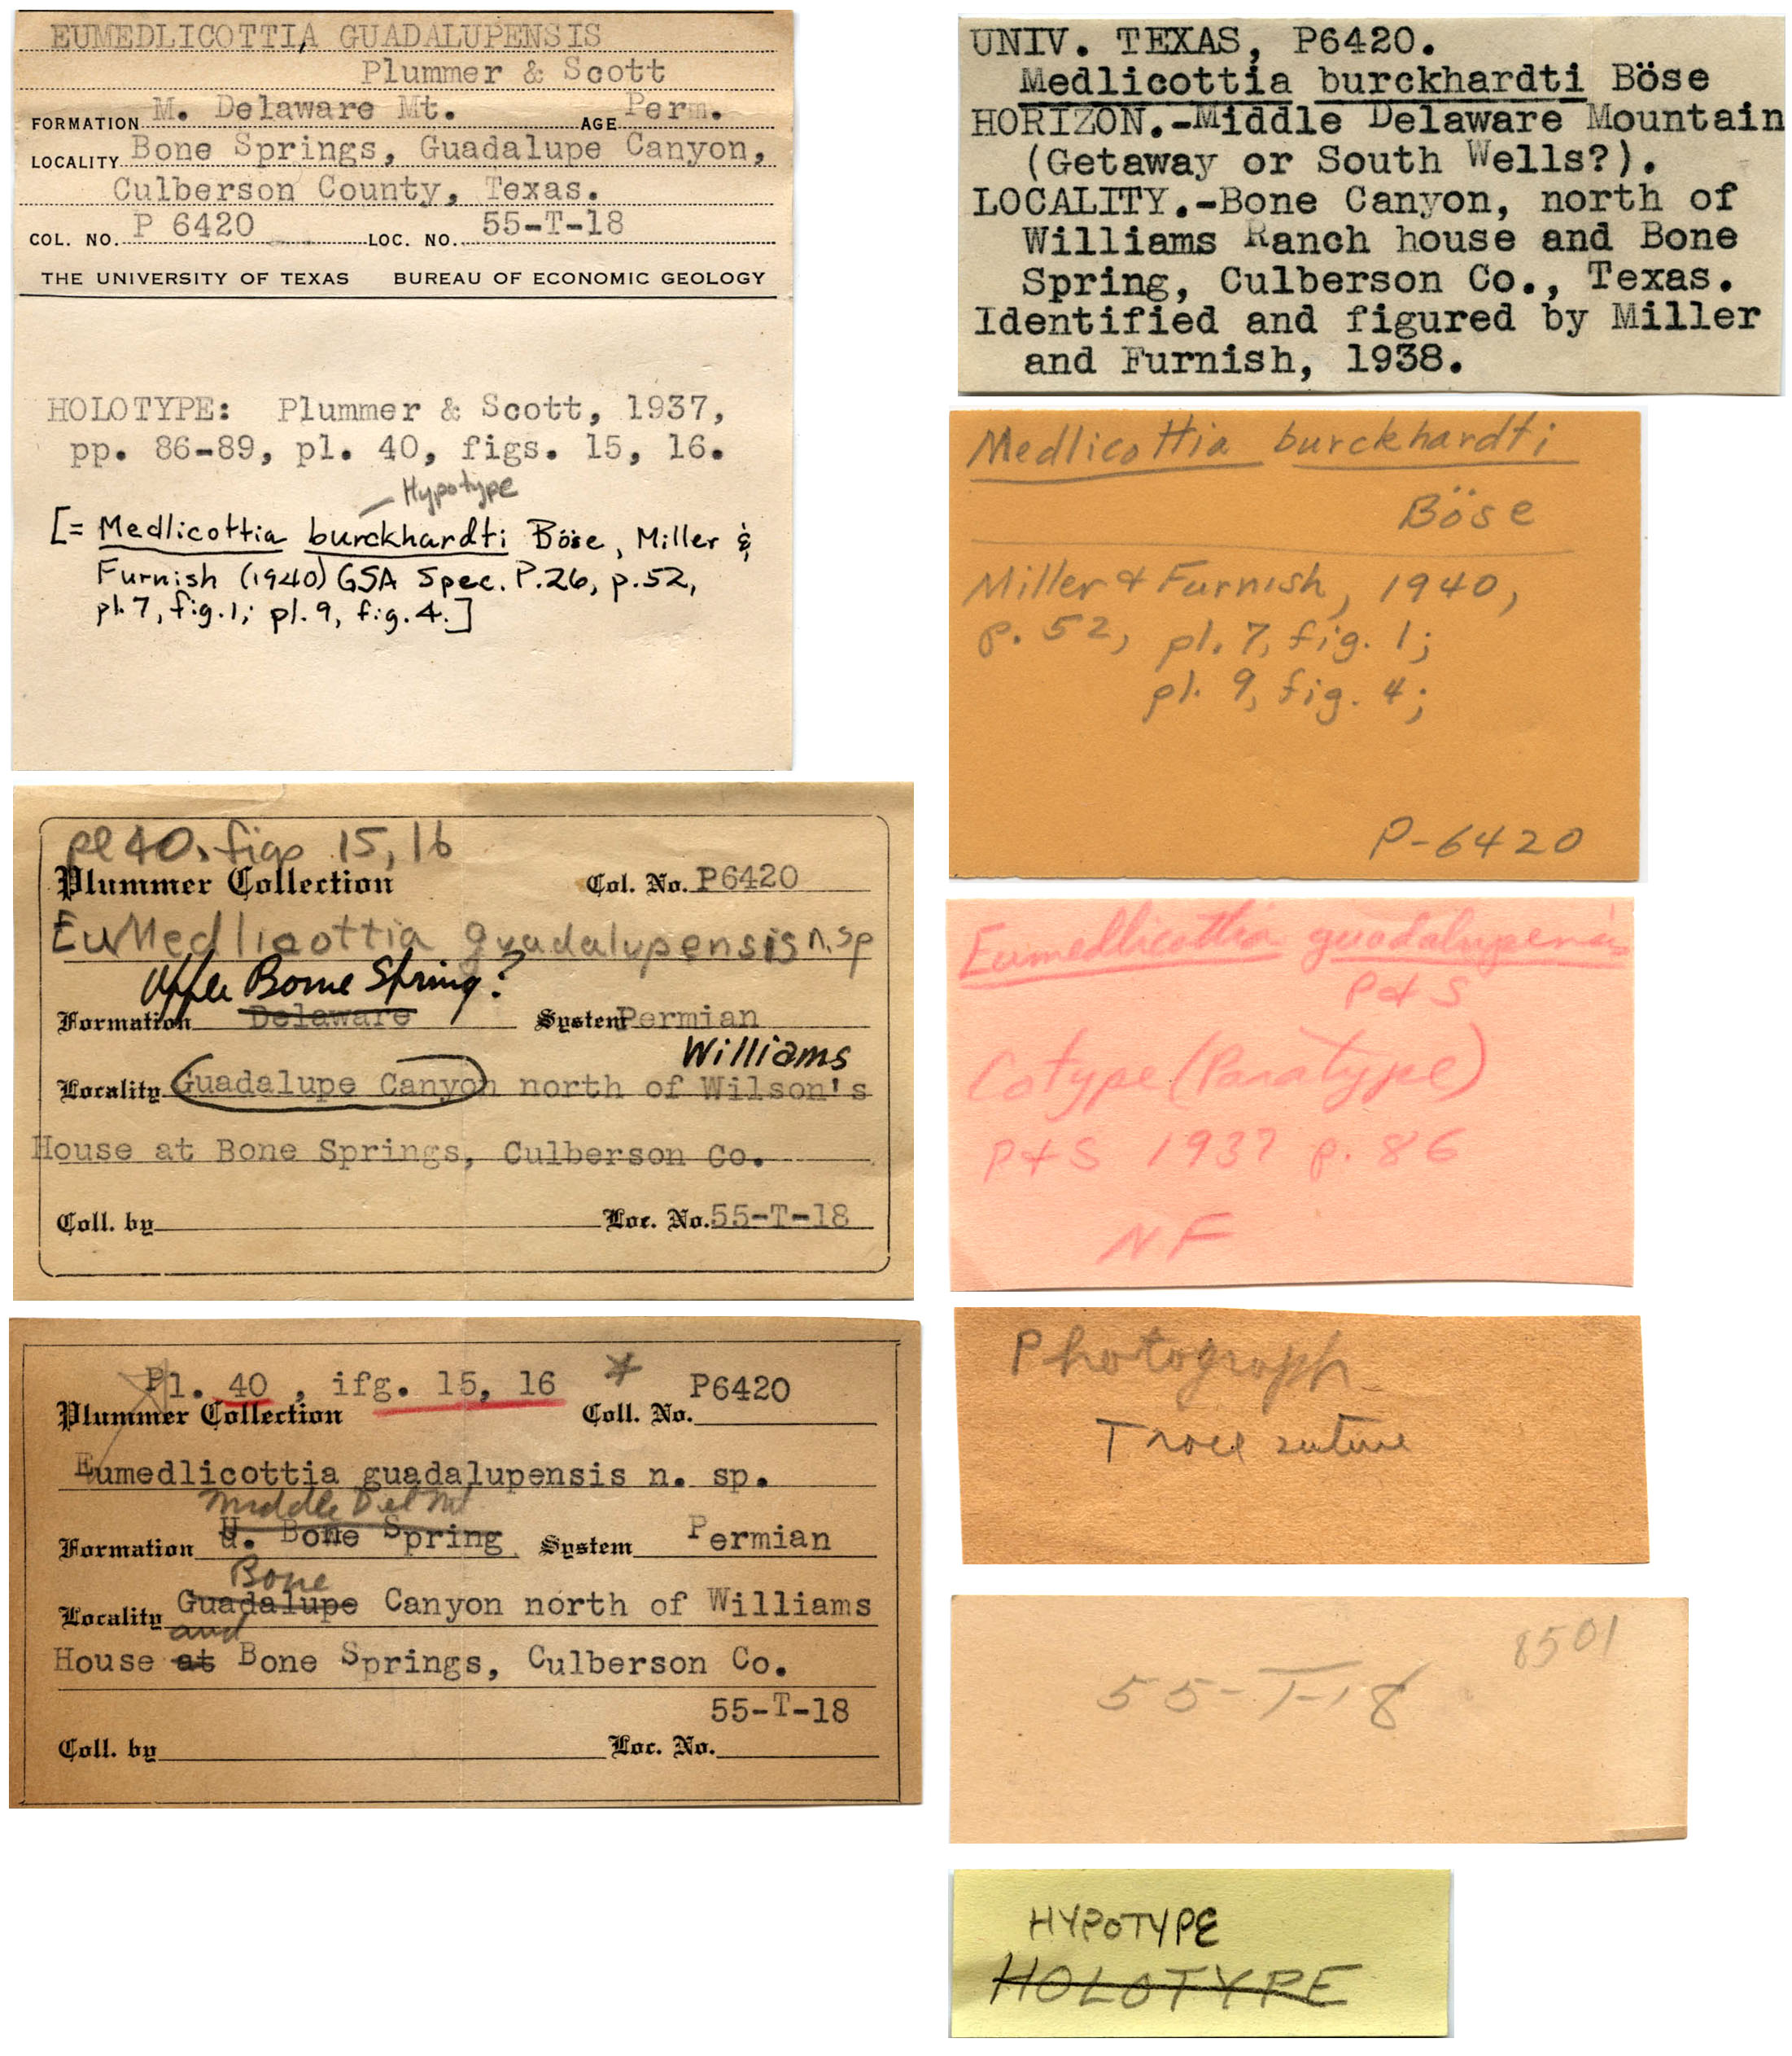 EUMEDLICOTTIA GUADALUPENSIS
Plummer & Scott
FORMATION M. Delaware Mt. AGE Perm.
LOCALITY Bone Springs, Guadalupe Canyon,
Culberson County, Texas.
COL. NO. P 6420 LOC. NO. 55-T-18
THE UNIVERSITY OF TEXAS BUREAU OF ECONOMIC GEOLOGY
HOLOTYPE: Plummer & Scott, 1937,
pp. 86-89, pl. 40, figs. 15, 16.
— Hypotype
[= Medlicottia burckhardti Böse, Miller &
Furnish (1940) GSA Spec. P. 26, p. 52,
pl. 7, fig. 1; pl. 9, fig. 4.]
pl 40. figs 15, 16
Plummer Collection Col. No. P6420
EuMedlicottia guadalupensis n. sp
Upper Bone Spring?
Formation Delaware System Permian
Williams
Locality Guadalupe Canyon north of Wilson's
House at Bone Springs, Culberson Co.
Coll. by Loc. No. 55-T-18
Pl. 40 , ifg. 15, 16 * P6420
Plummer Collection Coll. No.
Eumedlicottia guadalupensis n. sp.
Middle Del Mt
Formation U. Bone Spring System Permian
Bone
Locality Guadalupe Canyon north of Williams
and
House at Bone Springs, Culberson Co.
55-T-18
Coll. by Loc. No.
UNIV. TEXAS, P6420.
Medlicottia burckhardti Böse
HORIZON.-Middle Delaware Mountain
(Getaway or South Wells?).
LOCALITY.-Bone Canyon, north of
Williams Ranch house and Bone
Spring, Culberson Co., Texas.
Identified and figured by Miller
and Furnish, 1938.
Medlicottia burckhardti
Böse
Miller & Furnish, 1940,
p. 52, pl. 7, fig. 1;
pl. 9, fig. 4;
P-6420
Eumedlicottia guadalupensis
P & S
Cotype (Paratype)
P & S 1937 p. 86
NF
Photograph
Trace suture
8501
55-T-18
HYPOTYPE
HOLOTYPE